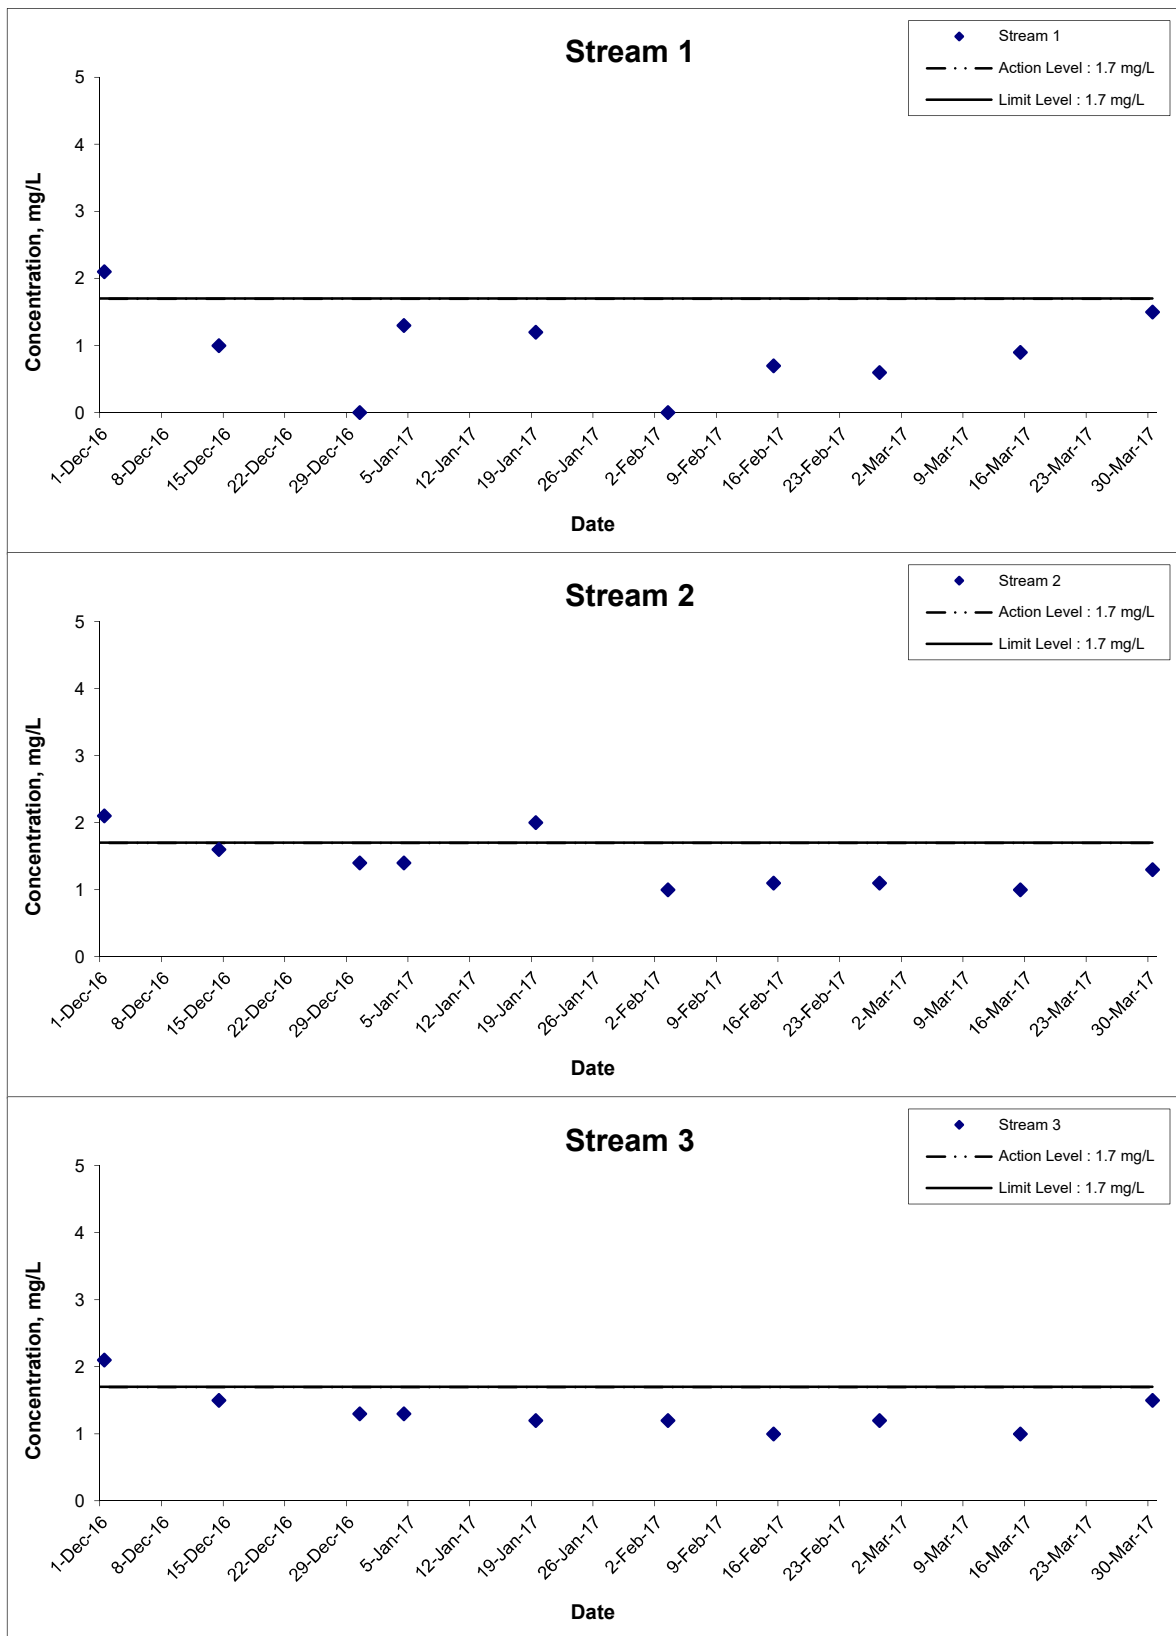 Stream 1
Stream 1
Action Level : 1.7 mg/L
Limit Level : 1.7 mg/L
Concentration, mg/L
5
4
3
2
1
0
1-Dec-16
8-Dec-16
15-Dec-16
22-Dec-16
29-Dec-16
5-Jan-17
12-Jan-17
19-Jan-17
26-Jan-17
2-Feb-17
9-Feb-17
16-Feb-17
23-Feb-17
2-Mar-17
9-Mar-17
16-Mar-17
23-Mar-17
30-Mar-17
Date
Stream 2
Stream 2
Action Level : 1.7 mg/L
Limit Level : 1.7 mg/L
Concentration, mg/L
5
4
3
2
1
0
1-Dec-16
8-Dec-16
15-Dec-16
22-Dec-16
29-Dec-16
5-Jan-17
12-Jan-17
19-Jan-17
26-Jan-17
2-Feb-17
9-Feb-17
16-Feb-17
23-Feb-17
2-Mar-17
9-Mar-17
16-Mar-17
23-Mar-17
30-Mar-17
Date
Stream 3
Stream 3
Action Level : 1.7 mg/L
Limit Level : 1.7 mg/L
Concentration, mg/L
5
4
3
2
1
0
1-Dec-16
8-Dec-16
15-Dec-16
22-Dec-16
29-Dec-16
5-Jan-17
12-Jan-17
19-Jan-17
26-Jan-17
2-Feb-17
9-Feb-17
16-Feb-17
23-Feb-17
2-Mar-17
9-Mar-17
16-Mar-17
23-Mar-17
30-Mar-17
Date